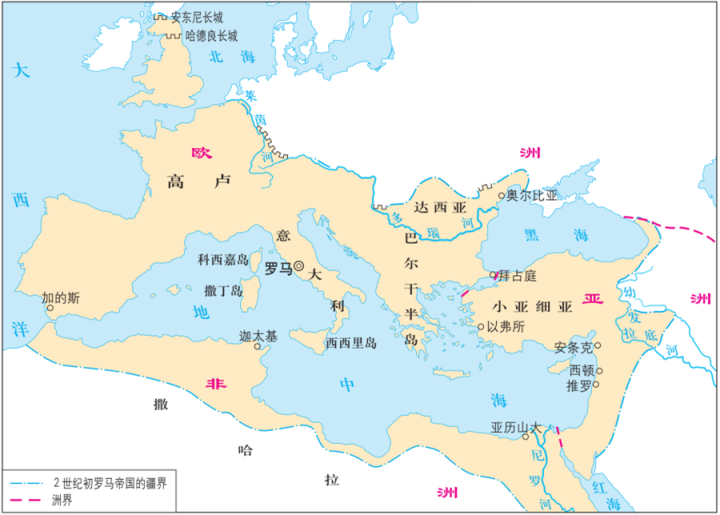 安东尼长城
哈德良长城
北海
大西洋
莱茵河
欧洲
高卢
达西亚
奥尔比亚
多瑙河
黑海
巴尔干半岛
意大利
科西嘉岛
罗马
撒丁岛
拜占庭
小亚细亚
亚洲
加的斯
地中海
以弗所
幼发拉底河
迦太基
西西里岛
安条克
西顿
推罗
非洲
撒哈拉
亚历山大
尼罗河
红海
2世纪初罗马帝国的疆界
洲界